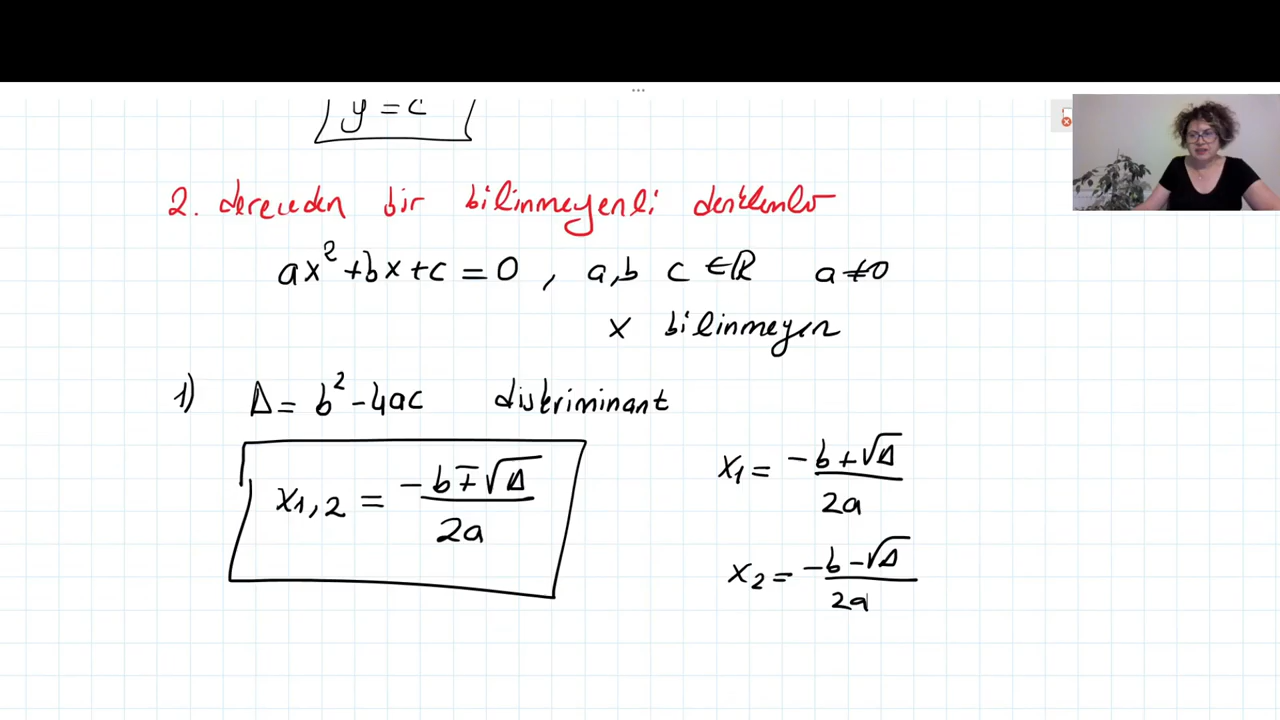 y = c
2. dereceden bir bilinmeyenli denklemler
ax² + bx + c = 0 , a, b c ∈ ℝ a ≠ 0
x bilinmeyen
1) Δ = b² - 4ac diskriminant
x1,2 = (-b ∓ √Δ) / 2a
x1 = (-b + √Δ) / 2a
x2 = (-b - √Δ) / 2a